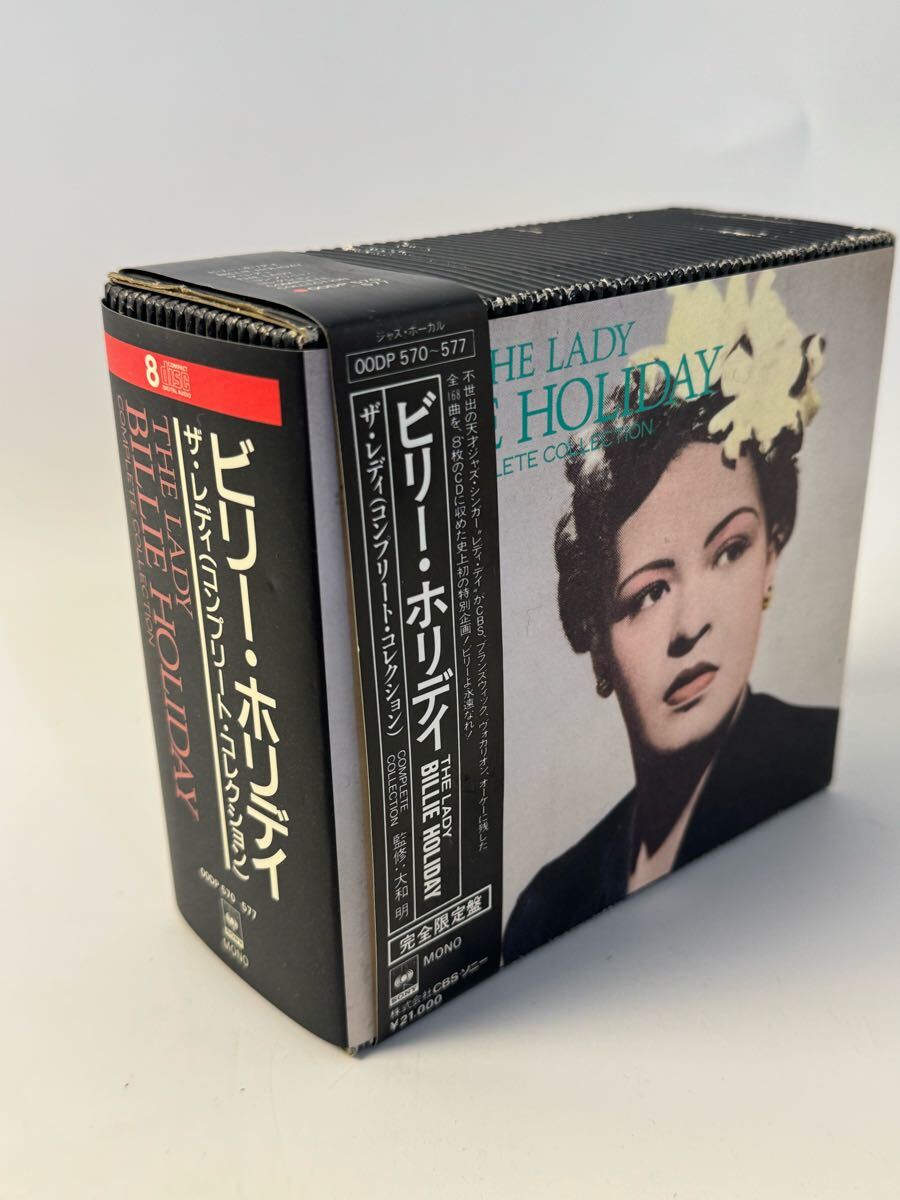 8 COMPACT
disc
DIGITAL AUDIO
THE LADY
BILLIE HOLIDAY
COMPLETE COLLECTION
ビリー・ホリデイ
ザ・レディ(コンプリート・コレクション)
OODP 570 577
SONY
MONO
ジャズ・ボーカル
OODP 570~577
ビリー・ホリデイ
THE LADY
BILLIE HOLIDAY
ザ・レディ(コンプリート・コレクション)
COMPLETE
COLLECTION
監修:大和 明
不世出の天才ジャズ・シンガー"レディ・デイ"がCBS、ブランズウィック、ヴォカリオン、オーケーに残した
全168曲を、8枚のCDに収めた史上初の特別企画!ビリーよ永遠なれ!
完全限定盤
SONY
MONO
株式会社CBS・ソニー
¥21,000
HE LADY
E HOLIDAY
LETE COLLECTION